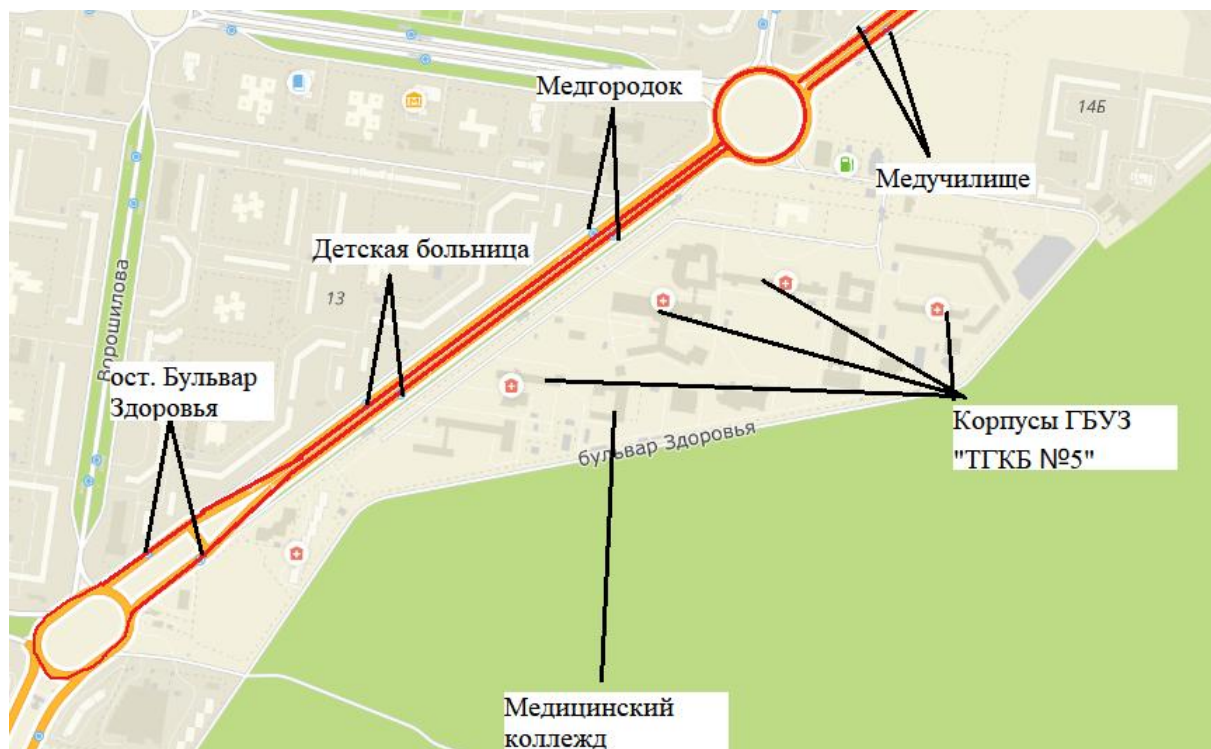 Медгородок
14Б
Медучилище
Детская больница
13
Ворошилова
ост. Бульвар
Здоровья
бульвар Здоровья
Корпусы ГБУЗ
"ТГКБ №5"
Медицинский
коллежд